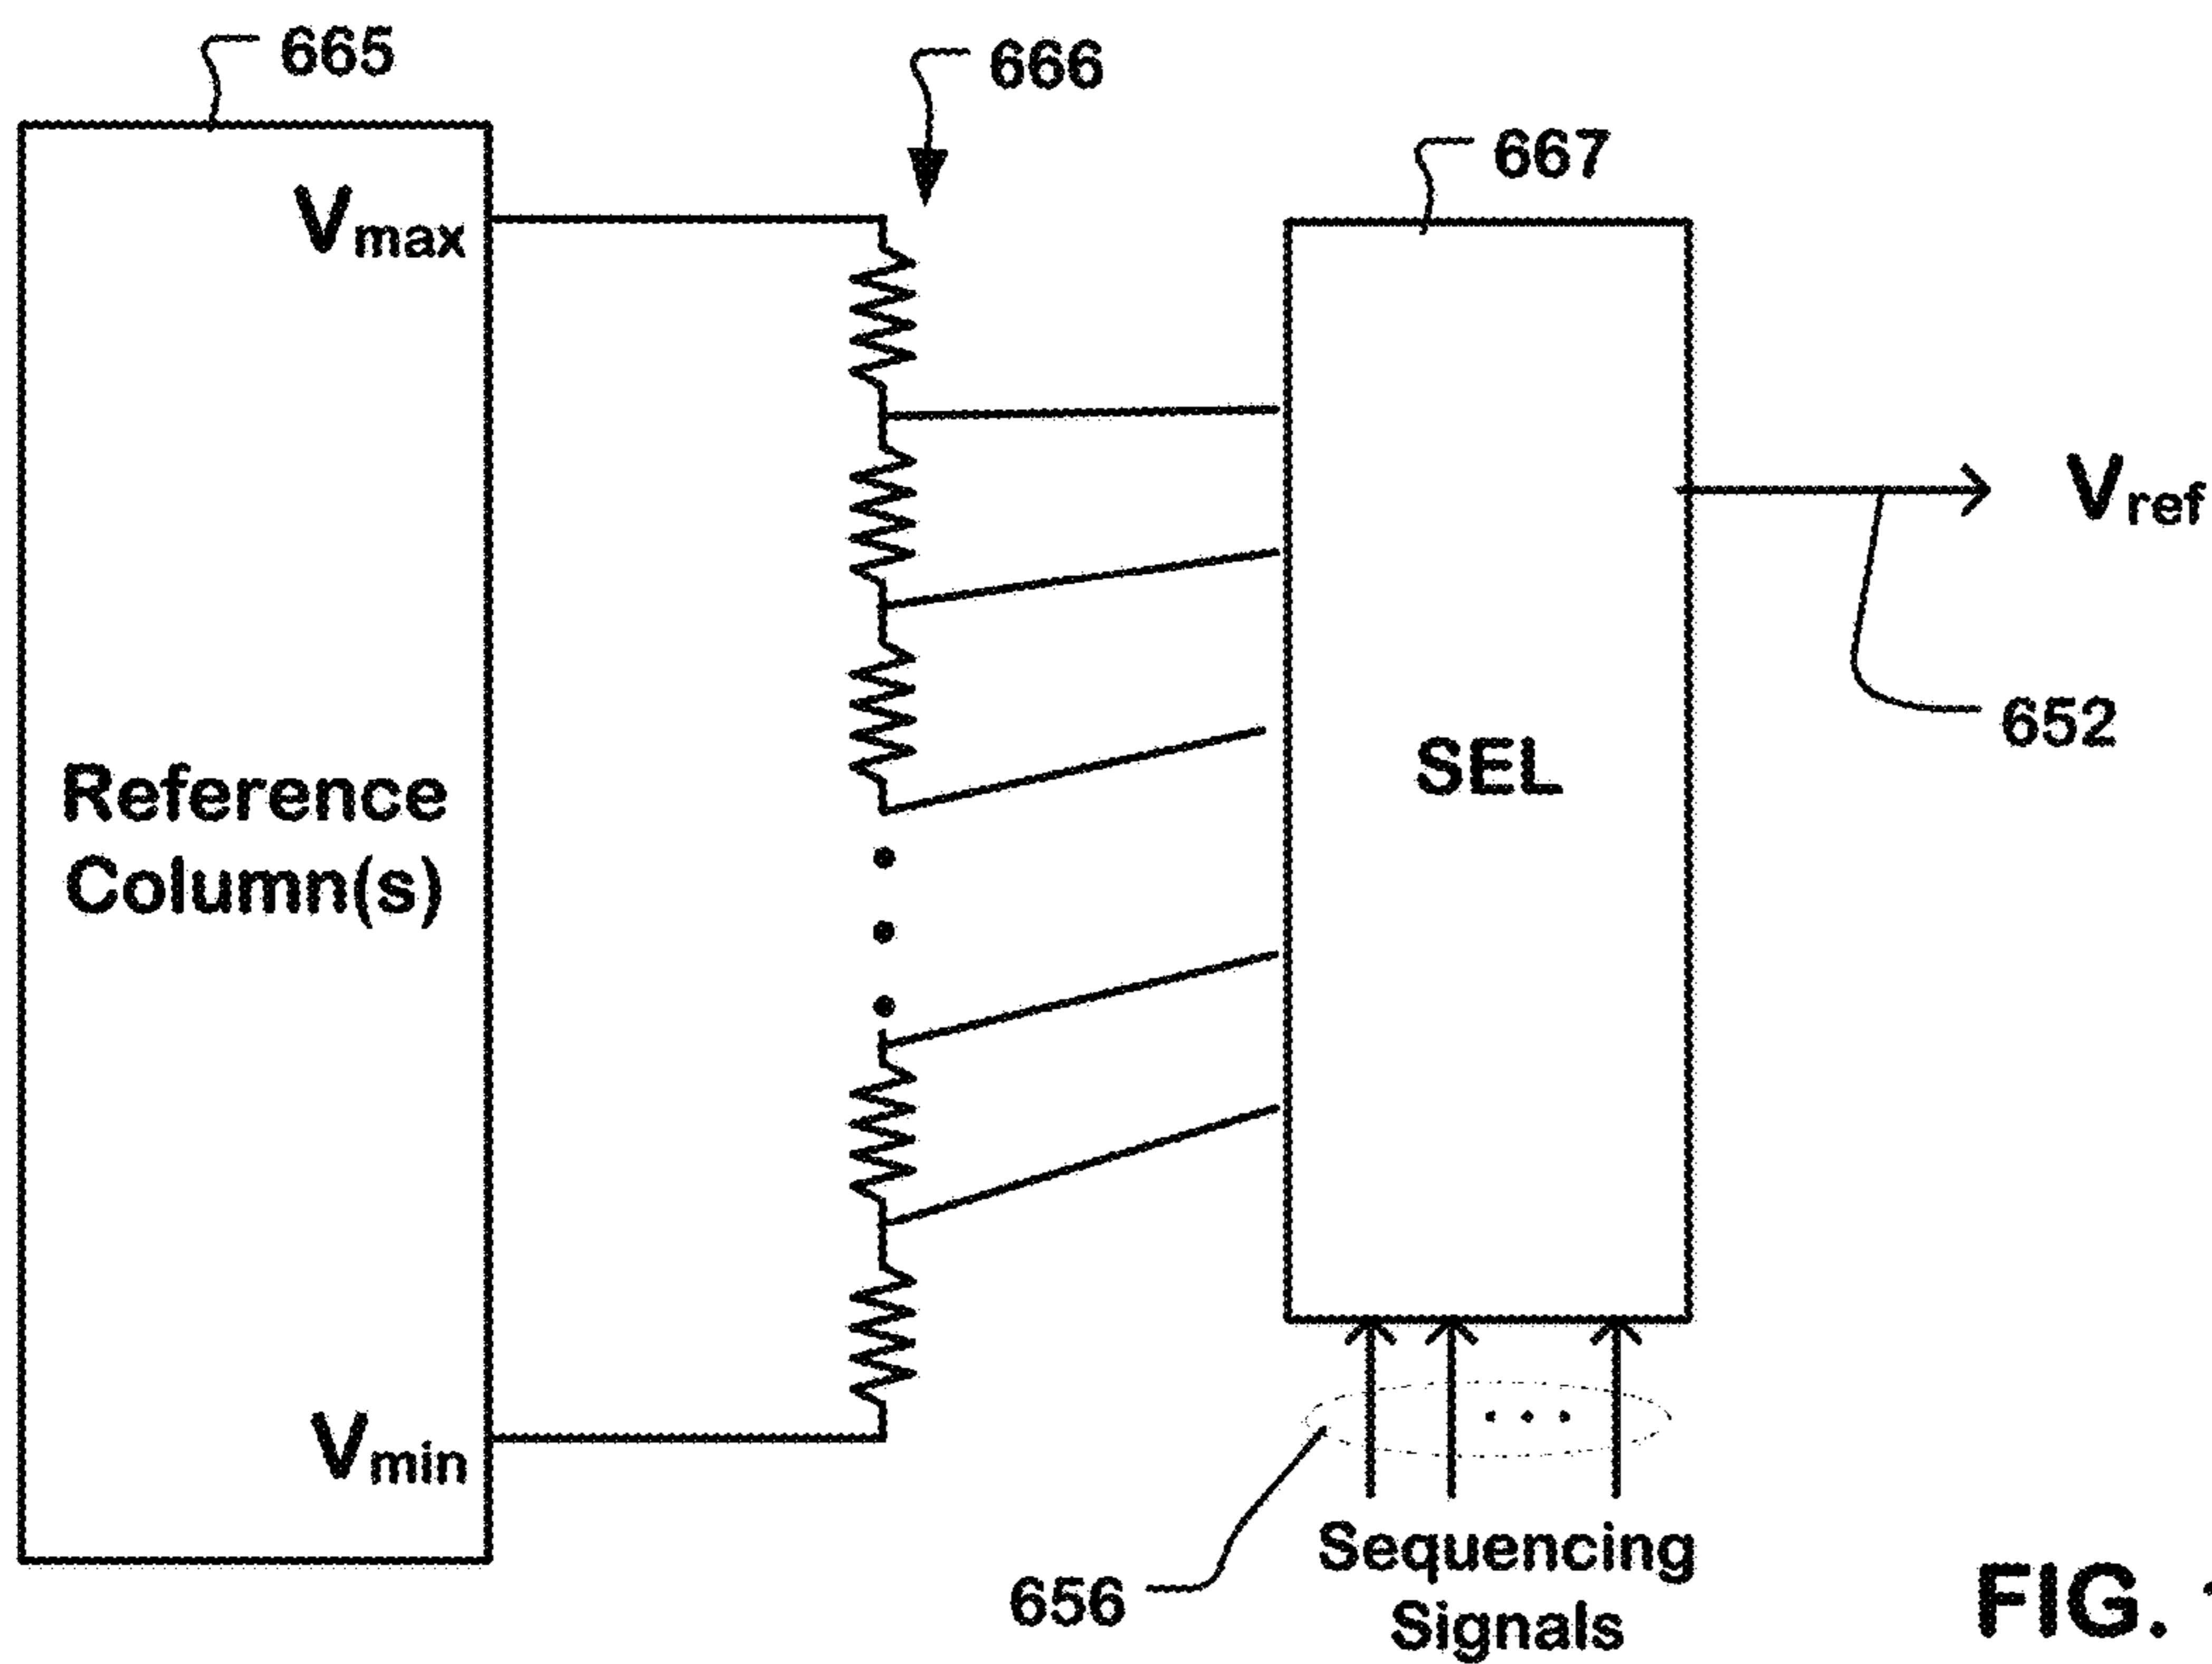 665
666
667
Vmax
Vref
652
SEL
Reference
Column(s)
Vmin
656
Sequencing
Signals
FIG.